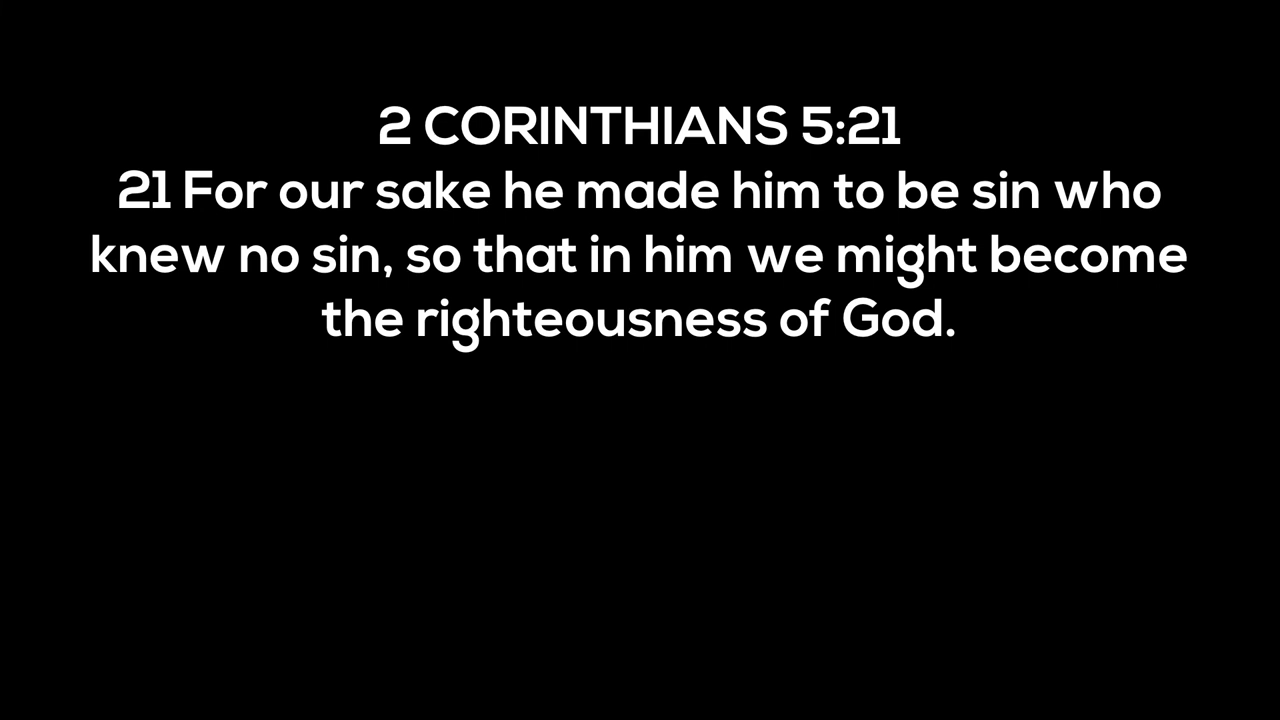 2 CORINTHIANS 5:21
21 For our sake he made him to be sin who
knew no sin, so that in him we might become
the righteousness of God.